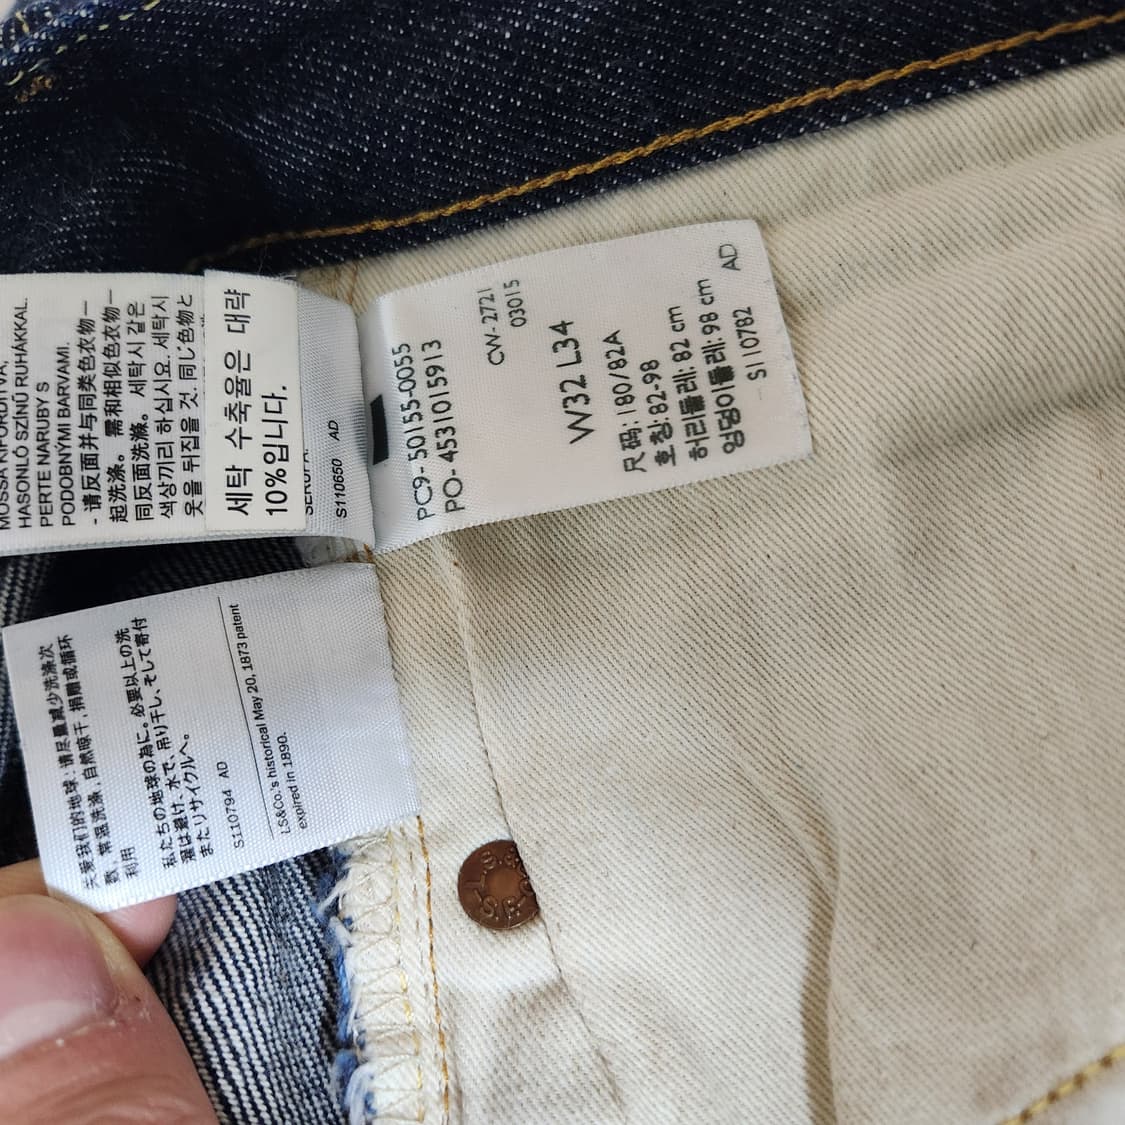 MOSSA KIFORDÍTVA,
HASONLÓ SZÍNŰ RUHÁKKAL.
PERTE NARUBY S
PODOBNÝMI BARVAMI.
- 请反面并与同类色衣物一
起洗涤。需和相似色衣物一
同反面洗滌。세탁시 같은
색상끼리 하십시요. 세탁시
옷을 뒤집을 것. 同じ色物と
세탁 수축율은 대략
10%입니다.
S110650 AD
PC9-50155-0055
PO- 4531015913
CW-2721
03015
W32 L34
尺码: 180/82A
호칭: 82-98
허리둘레: 82 cm
엉덩이둘레: 98 cm
S110782 AD
关爱我们的地球: 请尽量减少洗涤次
数, 常温洗涤, 自然晾干, 捐赠或循环
利用
私たちの地球の為に。必要以上の洗
濯は避け、水で、吊り干し、そして寄付
またリサイクルへ。
S110794 AD
LS&Co.'s historical May 20, 1873 patent
expired in 1890.